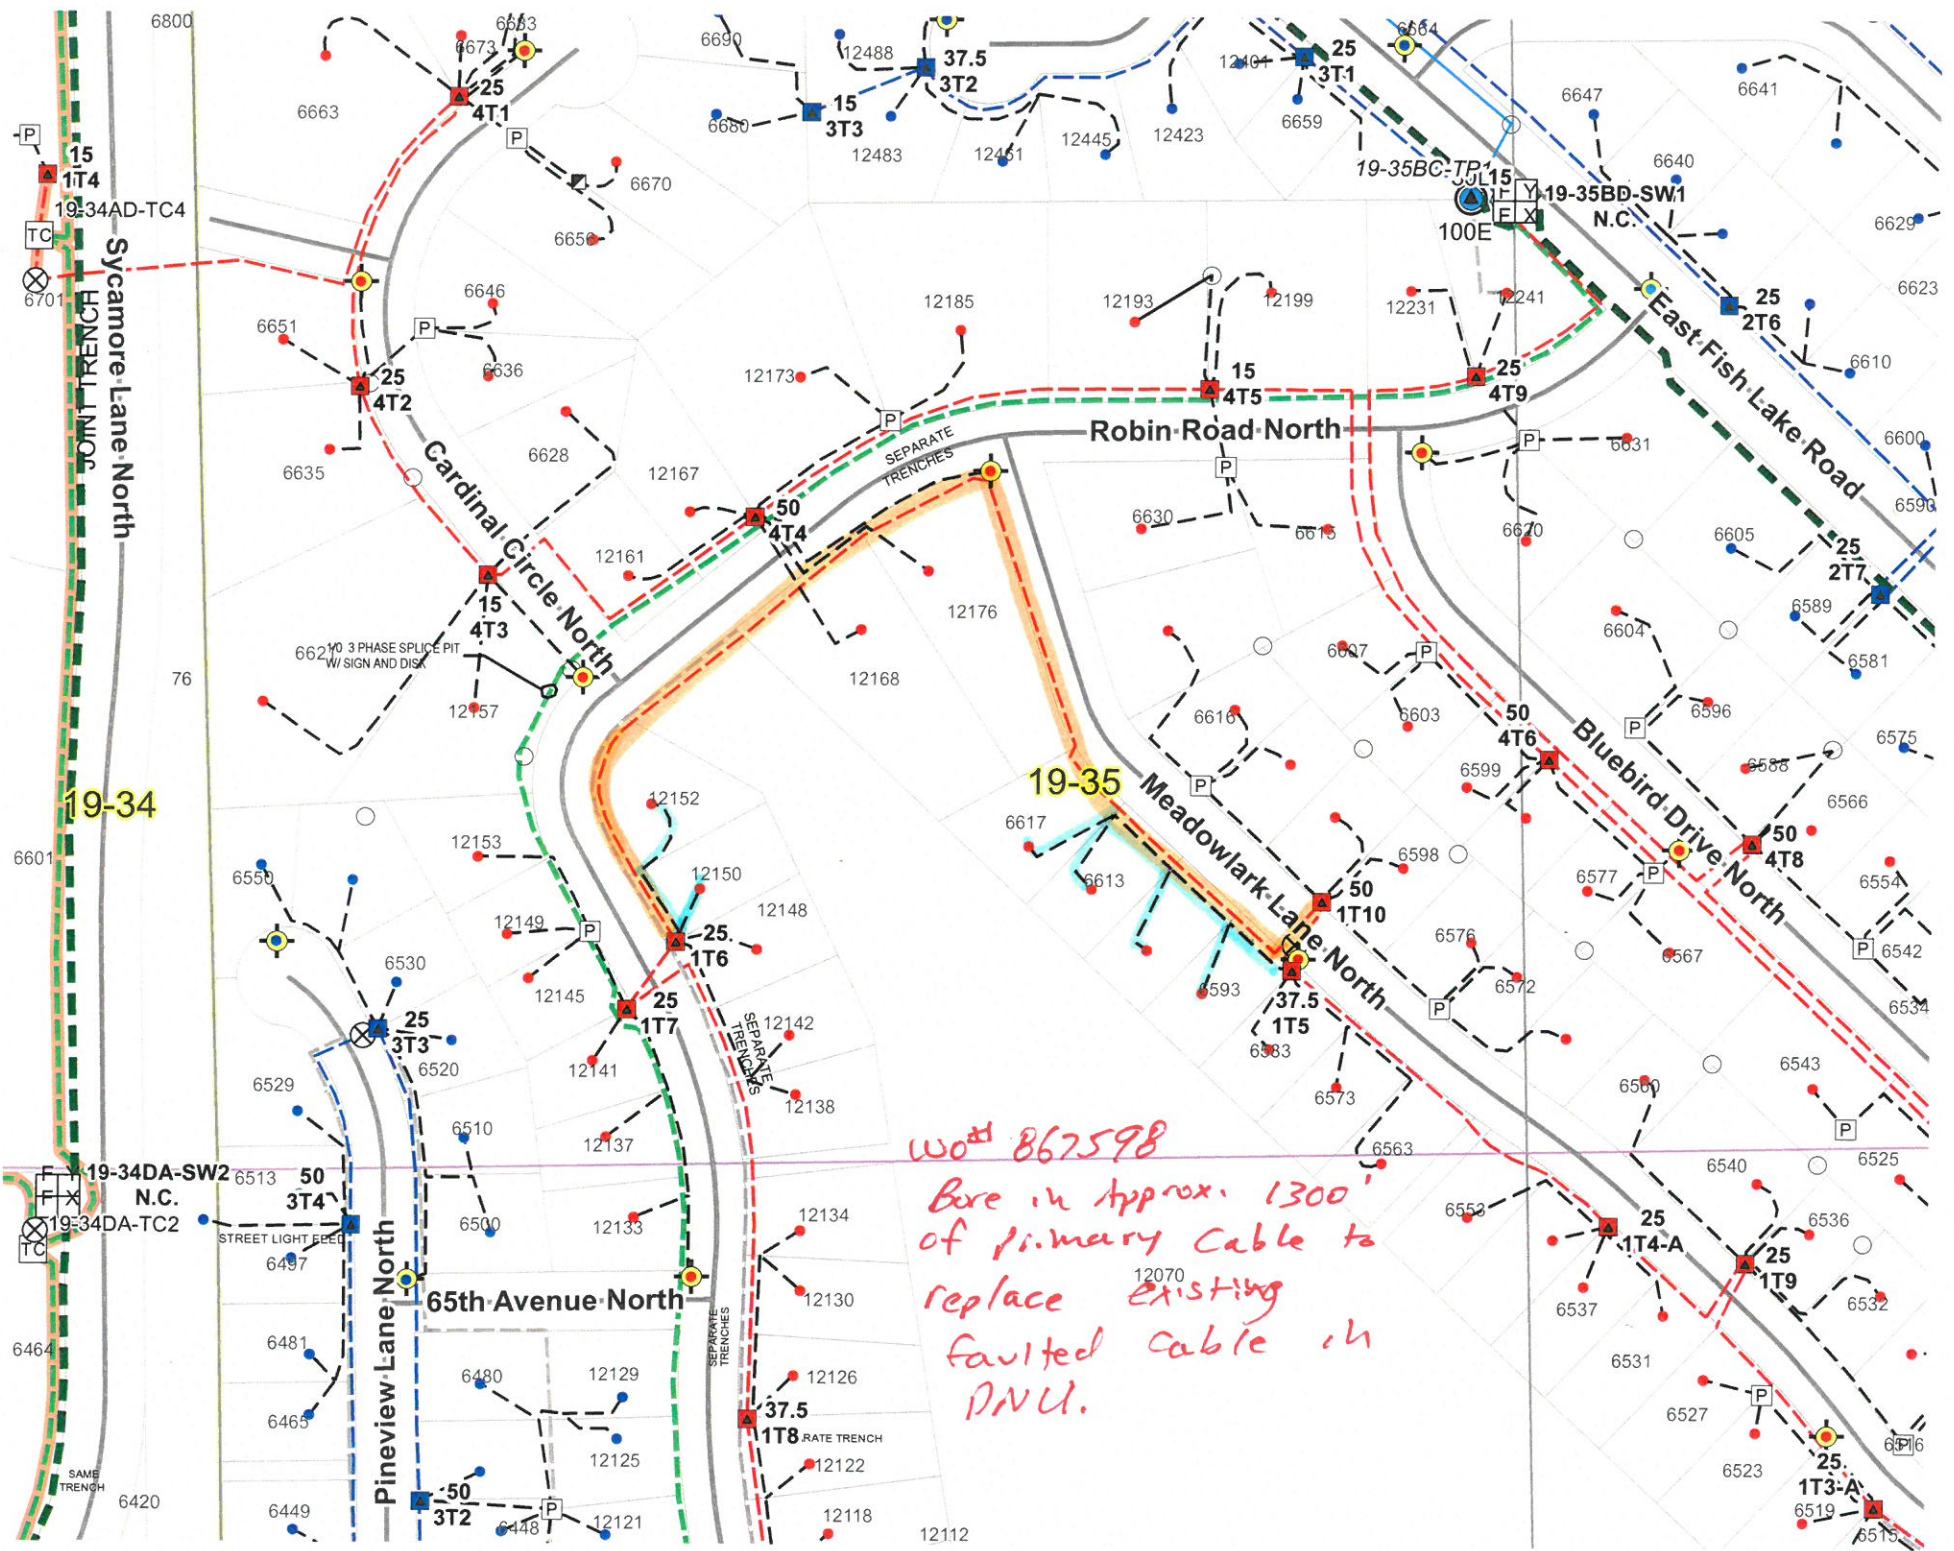 6800
6683
6673
6663
25
4T1
P
6670
6656
P
15
1T4
19-34AD-TC4
TC
6701
JOINT TRENCH
Sycamore Lane North
6690
12488
37.5
3T2
15
3T3
6680
12483
12451
12445
12423
12401
25
3T1
6659
6664
6647
6641
6640
6629
6623
19-35BC-TP1
15
100E
F Y
F X
19-35BD-SW1
N.C.
25
2T6
6610
6600
6590
East Fish Lake Road
6651
6646
6636
P
25
4T2
6635
6628
Cardinal Circle North
12185
12173
12193
12199
12231
12241
15
4T5
25
4T9
Robin Road North
P
SEPARATE
TRENCHES
12167
50
4T4
12161
15
4T3
1/0 3 PHASE SPLICE PIT
W/ SIGN AND DISK
12157
12176
12168
P
6630
6615
P
6631
6620
6605
25
2T7
6589
6581
6604
6607
P
6603
6596
P
6616
P
50
4T6
6599
6588
6575
6566
Bluebird Drive North
76
19-34
19-35
6617
6613
6593
Meadowlark Lane North
6598
50
1T10
50
4T8
6577
P
6567
6554
6542
P
6534
6576
6572
P
37.5
1T5
6583
6573
6563
6560
6543
P
6540
6525
6536
6532
6553
25
1T4-A
25
1T9
6537
6531
6527
P
6523
25
1T3-A
6519
6515
P
12152
12153
12150
12149
P
12148
12145
25
1T6
25
1T7
SEPARATE
TRENCHES
12142
12141
12138
12137
12134
12133
12130
12126
12129
12125
12122
12121
12118
12112
37.5
1T8
RATE TRENCH
SEPARATE
TRENCHES
6601
6550
6530
25
3T3
6529
6520
6510
6513
6500
50
3T4
STREET LIGHT FEED
6497
65th Avenue North
Pineview Lane North
6481
6480
6465
6449
6448
50
3T2
P
19-34DA-SW2
N.C.
F Y
F X
19-34DA-TC2
TC
6464
SAME
TRENCH
6420
12070
WO# 867598
Bore in Approx. 1300'
of primary Cable to
replace existing
faulted cable in
DNU.